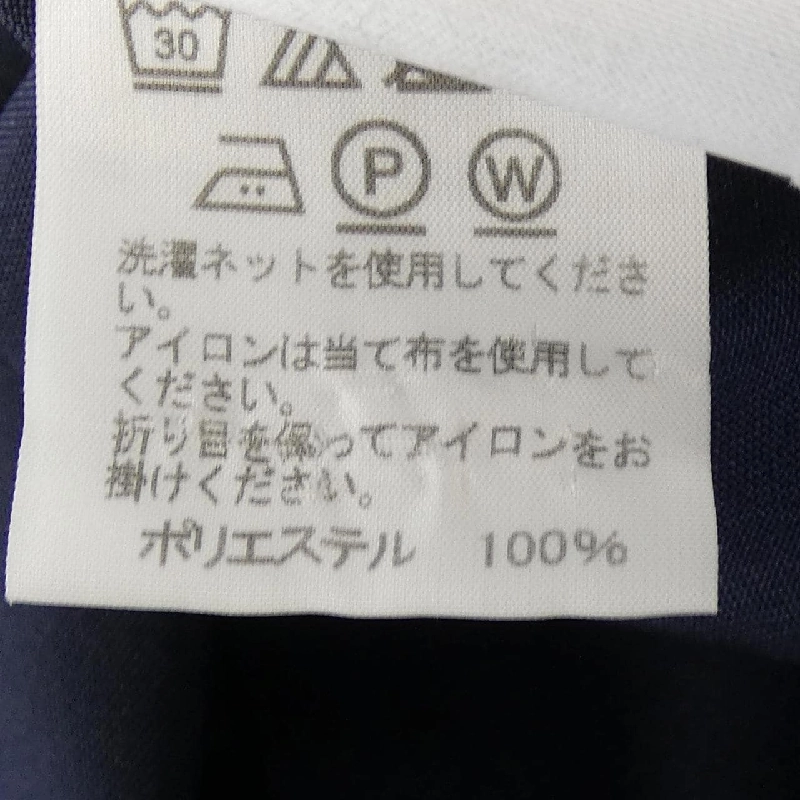 30
P W
洗濯ネットを使用してくださ
い。
アイロンは当て布を使用して
ください。
折り目を保ってアイロンをお
掛けください。
ポリエステル 100%